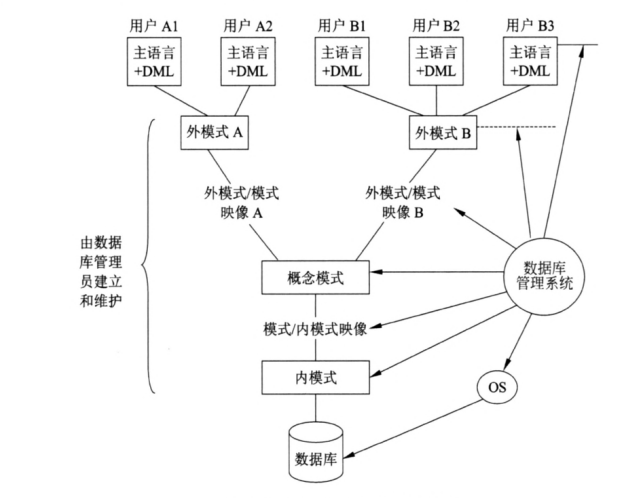 用户 A1
用户 A2
用户 B1
用户 B2
用户 B3
主语言
+DML
主语言
+DML
主语言
+DML
主语言
+DML
主语言
+DML
外模式 A
外模式 B
外模式/模式
映像 A
外模式/模式
映像 B
由数据
库管理
员建立
和维护
概念模式
数据库
管理系统
模式/内模式映像
内模式
OS
数据库